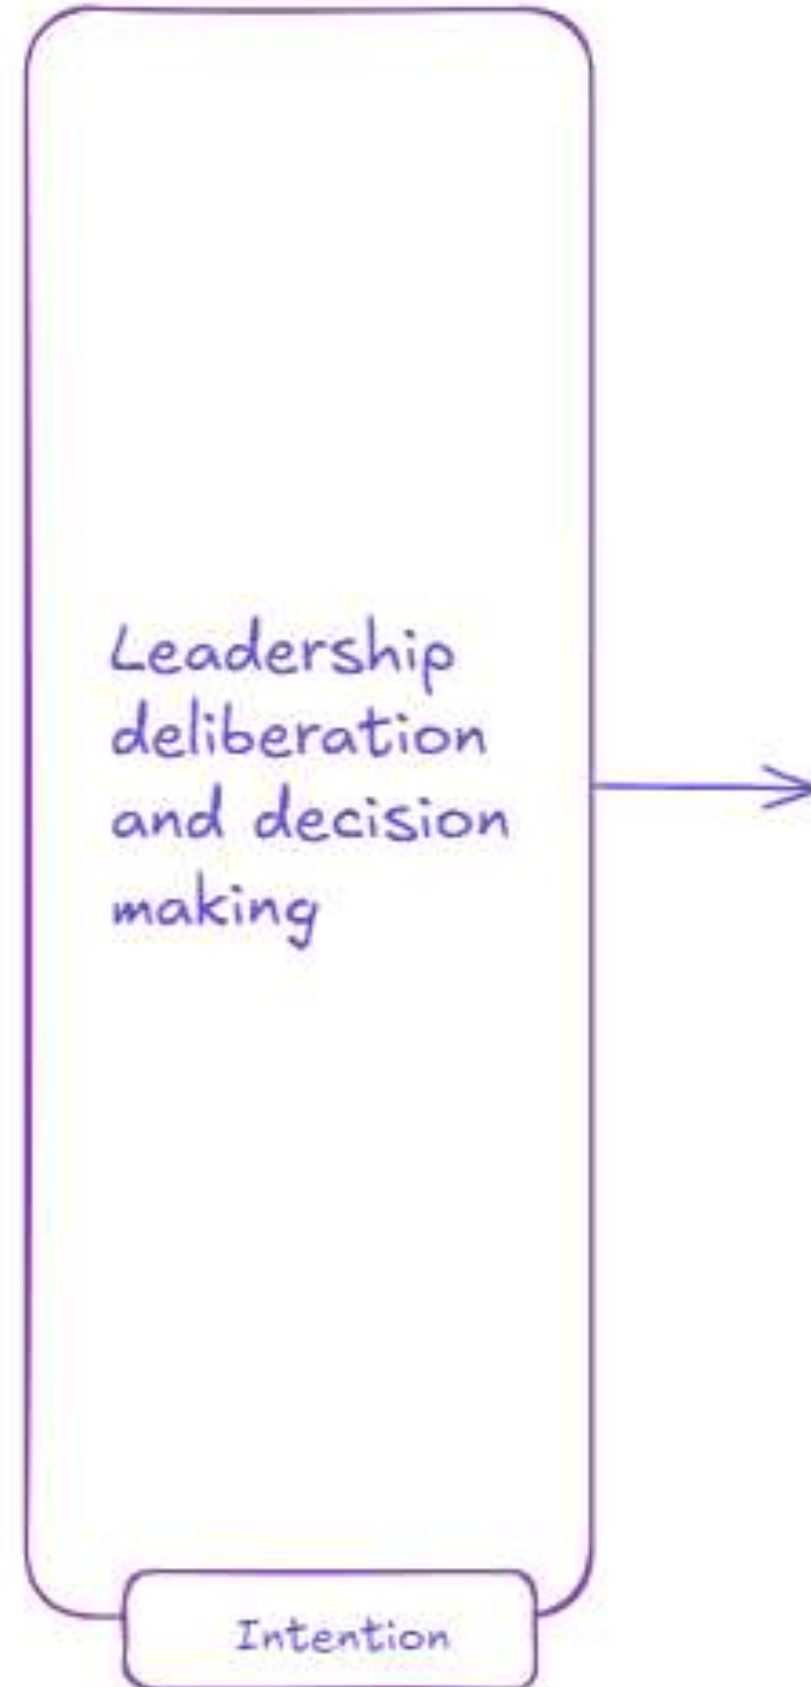 Leadership
deliberation
and decision
making
Intention